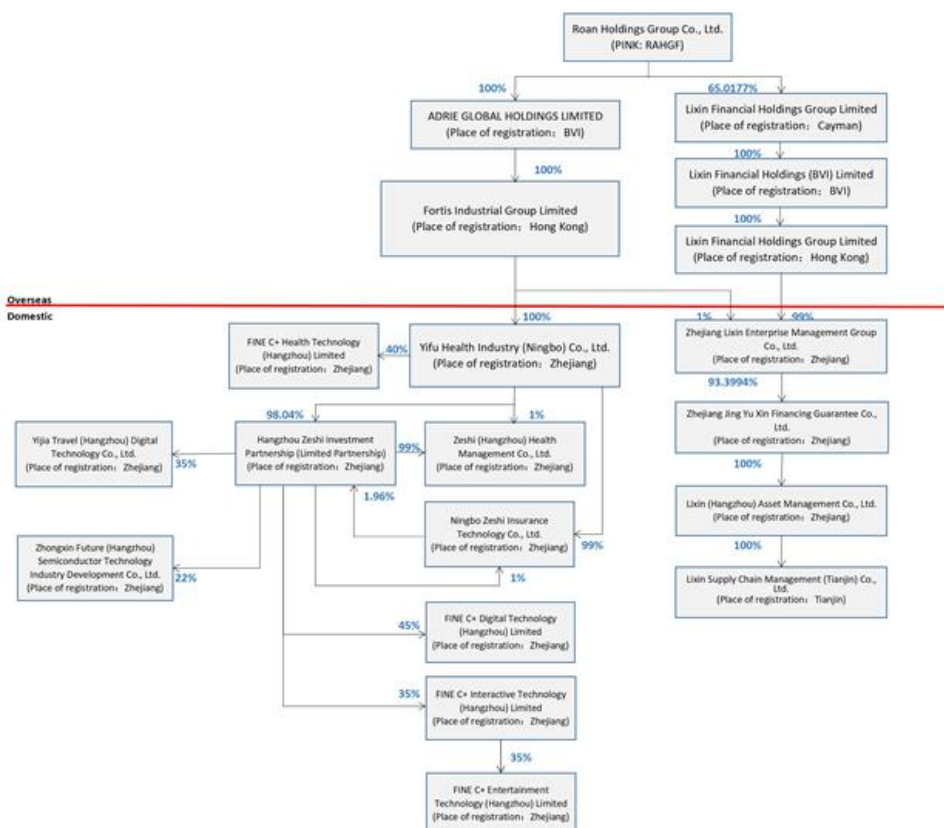 Roan Holdings Group Co., Ltd.
(PINK: RAHGF)
100%
65.0177%
ADRIE GLOBAL HOLDINGS LIMITED
(Place of registration： BVI)
Lixin Financial Holdings Group Limited
(Place of registration： Cayman)
100%
100%
Lixin Financial Holdings (BVI) Limited
(Place of registration： BVI)
Fortis Industrial Group Limited
(Place of registration： Hong Kong)
100%
Lixin Financial Holdings Group Limited
(Place of registration： Hong Kong)
Overseas
Domestic
100%
1%
99%
FINE C+ Health Technology
(Hangzhou) Limited
(Place of registration：Zhejiang)
40%
Yifu Health Industry (Ningbo) Co., Ltd.
(Place of registration：Zhejiang)
Zhejiang Lixin Enterprise Management Group
Co., Ltd.
(Place of registration：Zhejiang)
93.3994%
98.04%
1%
Yijia Travel (Hangzhou) Digital
Technology Co., Ltd.
(Place of registration：Zhejiang)
35%
Hangzhou Zeshi Investment
Partnership (Limited Partnership)
(Place of registration：Zhejiang)
99%
Zeshi (Hangzhou) Health
Management Co., Ltd.
(Place of registration：Zhejiang)
Zhejiang Jing Yu Xin Financing Guarantee Co.,
Ltd.
(Place of registration：Zhejiang)
100%
1.96%
Ningbo Zeshi Insurance
Technology Co., Ltd.
(Place of registration：Zhejiang)
99%
Lixin (Hangzhou) Asset Management Co., Ltd.
(Place of registration：Zhejiang)
100%
Zhongxin Future (Hangzhou)
Semiconductor Technology
Industry Development Co., Ltd.
(Place of registration：Zhejiang)
22%
1%
Lixin Supply Chain Management (Tianjin) Co.,
Ltd.
(Place of registration：Tianjin)
45%
FINE C+ Digital Technology
(Hangzhou) Limited
(Place of registration：Zhejiang)
35%
FINE C+ Interactive Technology
(Hangzhou) Limited
(Place of registration：Zhejiang)
35%
FINE C+ Entertainment
Technology (Hangzhou) Limited
(Place of registration：Zhejiang)